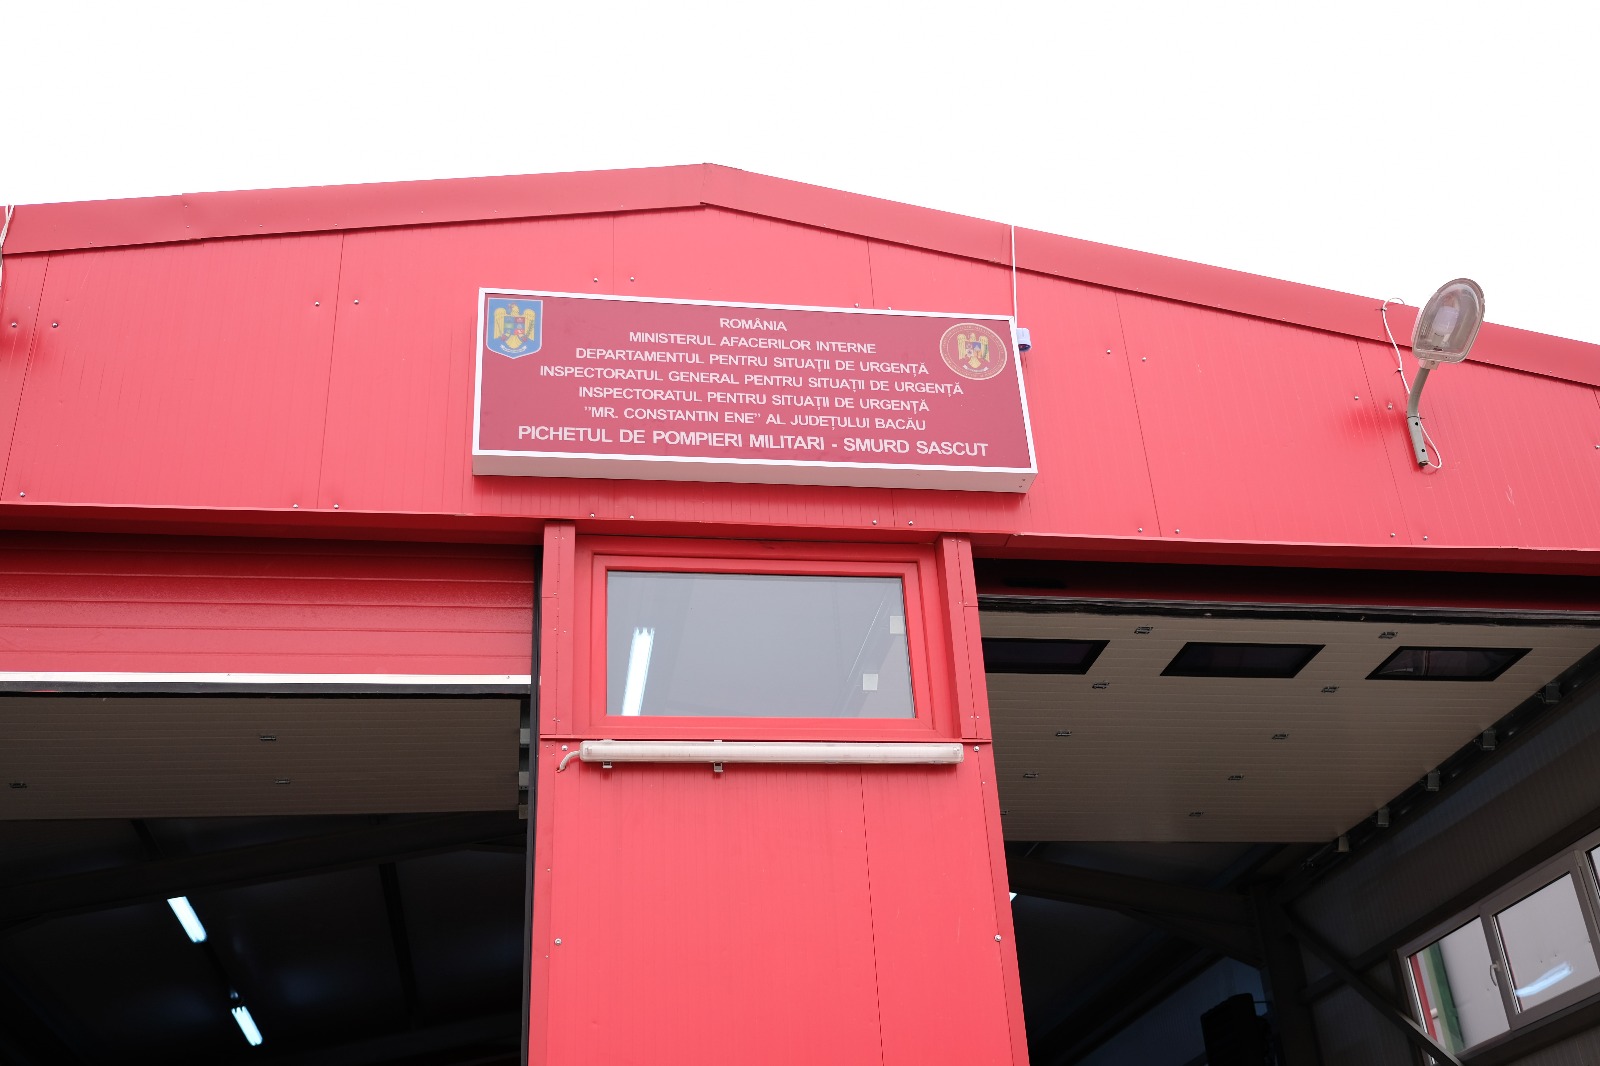 ROMÂNIA
MINISTERUL AFACERILOR INTERNE
DEPARTAMENTUL PENTRU SITUAȚII DE URGENȚĂ
INSPECTORATUL GENERAL PENTRU SITUAȚII DE URGENȚĂ
INSPECTORATUL PENTRU SITUAȚII DE URGENȚĂ
"MR. CONSTANTIN ENE" AL JUDEȚULUI BACĂU
PICHETUL DE POMPIERI MILITARI - SMURD SASCUT